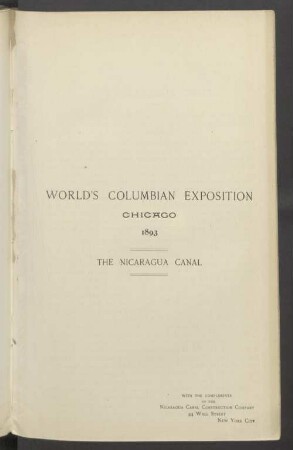 WORLD'S COLUMBIAN EXPOSITION
CHICAGO
1893
THE NICARAGUA CANAL
WITH THE COMPLIMENTS
OF THE
NICARAGUA CANAL CONSTRUCTION COMPANY
44 WALL STREET
NEW YORK CITY